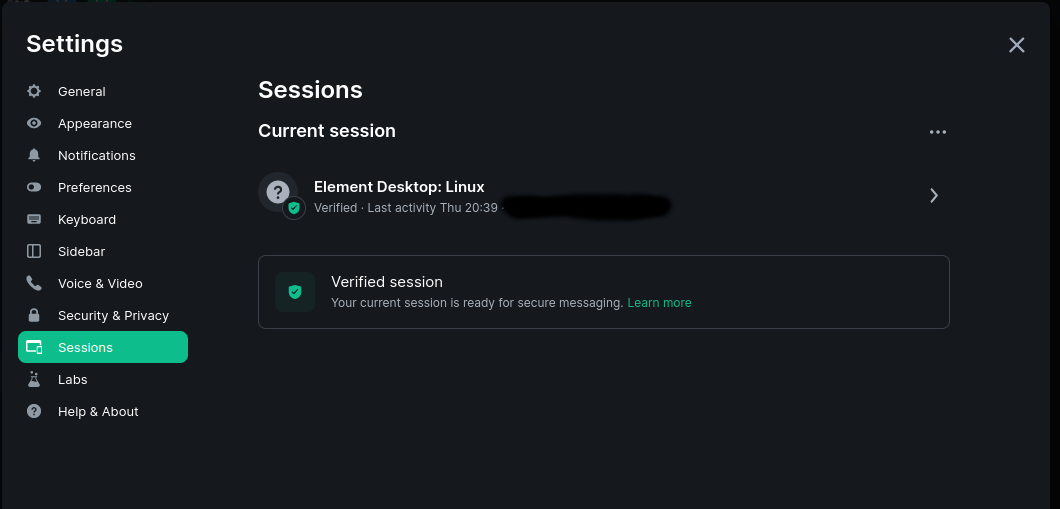 Settings
General
Appearance
Notifications
Preferences
Keyboard
Sidebar
Voice & Video
Security & Privacy
Sessions
Labs
Help & About
Sessions
Current session
Element Desktop: Linux
Verified · Last activity Thu 20:39 ·
Verified session
Your current session is ready for secure messaging. Learn more